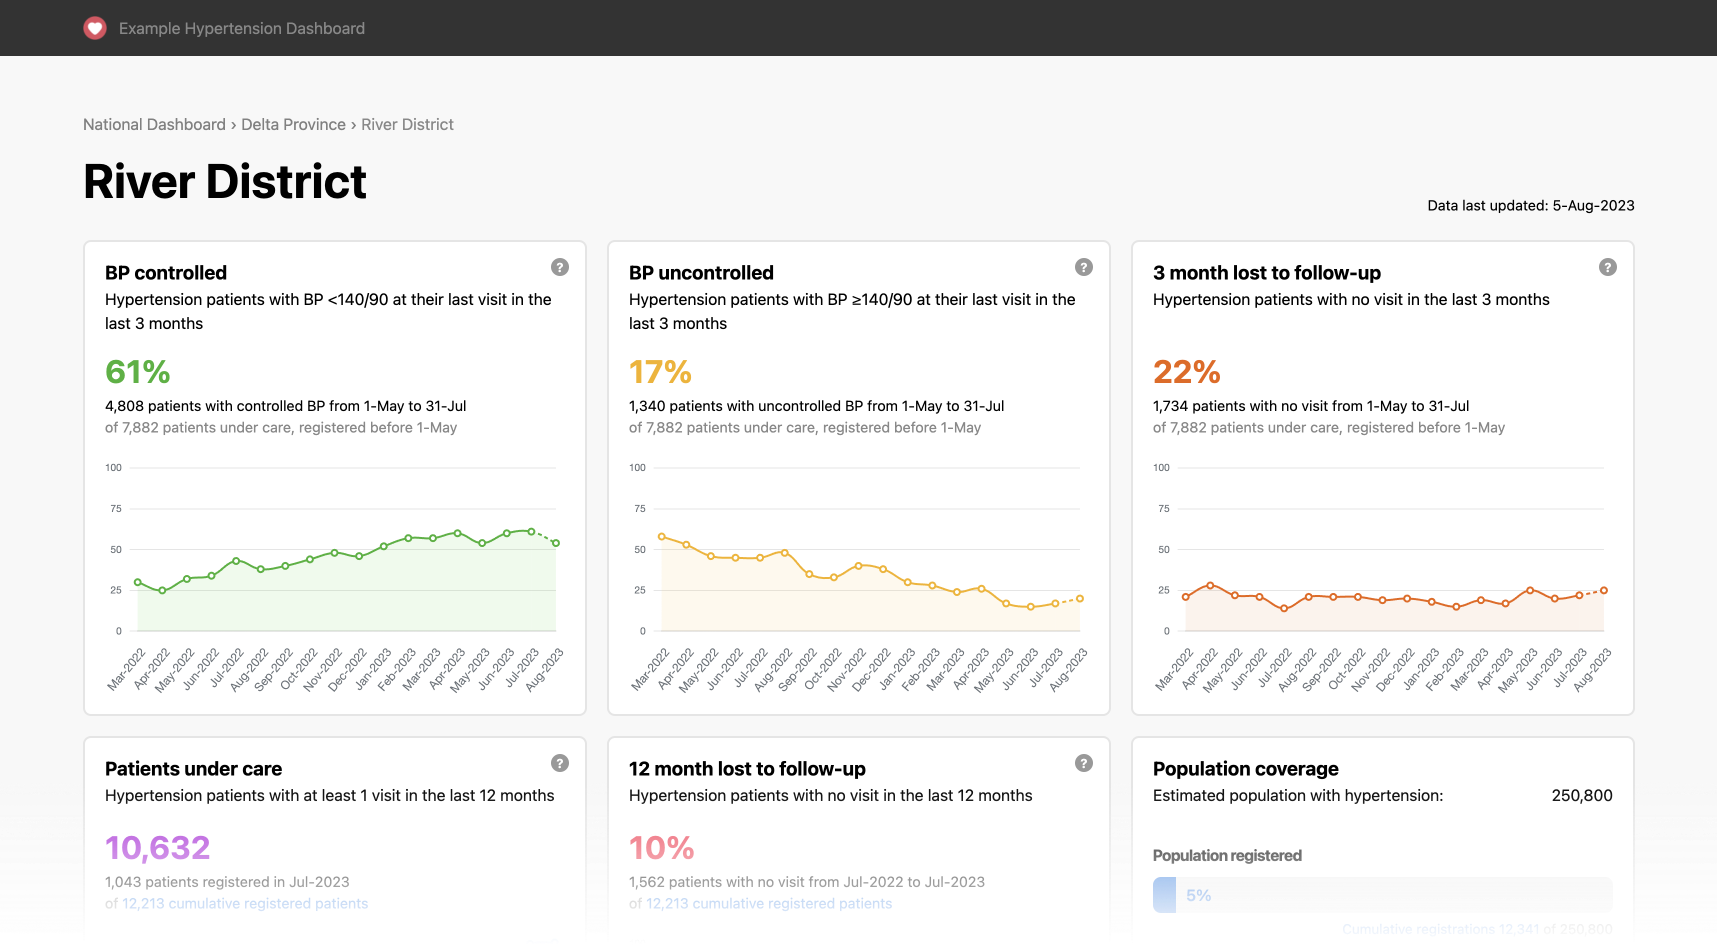 Example Hypertension Dashboard
National Dashboard › Delta Province › River District
River District
Data last updated: 5-Aug-2023
BP controlled
?
Hypertension patients with BP <140/90 at their last visit in the
last 3 months
61%
4,808 patients with controlled BP from 1-May to 31-Jul
of 7,882 patients under care, registered before 1-May
100
75
50
25
0
Mar-2022
Apr-2022
May-2022
Jun-2022
Jul-2022
Aug-2022
Sep-2022
Oct-2022
Nov-2022
Dec-2022
Jan-2023
Feb-2023
Mar-2023
Apr-2023
May-2023
Jun-2023
Jul-2023
Aug-2023
BP uncontrolled
?
Hypertension patients with BP ≥140/90 at their last visit in the
last 3 months
17%
1,340 patients with uncontrolled BP from 1-May to 31-Jul
of 7,882 patients under care, registered before 1-May
100
75
50
25
0
Mar-2022
Apr-2022
May-2022
Jun-2022
Jul-2022
Aug-2022
Sep-2022
Oct-2022
Nov-2022
Dec-2022
Jan-2023
Feb-2023
Mar-2023
Apr-2023
May-2023
Jun-2023
Jul-2023
Aug-2023
3 month lost to follow-up
?
Hypertension patients with no visit in the last 3 months
22%
1,734 patients with no visit from 1-May to 31-Jul
of 7,882 patients under care, registered before 1-May
100
75
50
25
0
Mar-2022
Apr-2022
May-2022
Jun-2022
Jul-2022
Aug-2022
Sep-2022
Oct-2022
Nov-2022
Dec-2022
Jan-2023
Feb-2023
Mar-2023
Apr-2023
May-2023
Jun-2023
Jul-2023
Aug-2023
Patients under care
?
Hypertension patients with at least 1 visit in the last 12 months
10,632
1,043 patients registered in Jul-2023
of 12,213 cumulative registered patients
12 month lost to follow-up
?
Hypertension patients with no visit in the last 12 months
10%
1,562 patients with no visit from Jul-2022 to Jul-2023
of 12,213 cumulative registered patients
Population coverage
Estimated population with hypertension: 250,800
Population registered
5%
Cumulative registrations 12,341 of 250,800